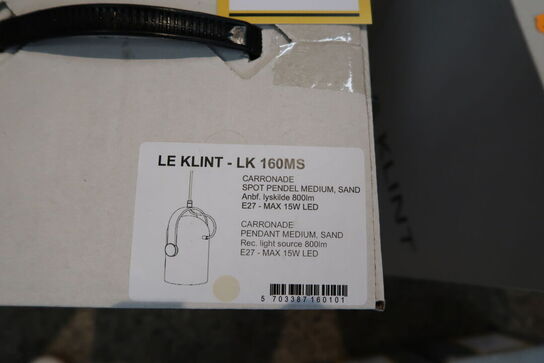 LE KLINT - LK 160MS
CARRONADE
SPOT PENDEL MEDIUM, SAND
Anbf. lyskilde 800lm
E27 - MAX 15W LED
CARRONADE
PENDANT MEDIUM, SAND
Rec. light source 800lm
E27 - MAX 15W LED
5 703387 160101
KLINT